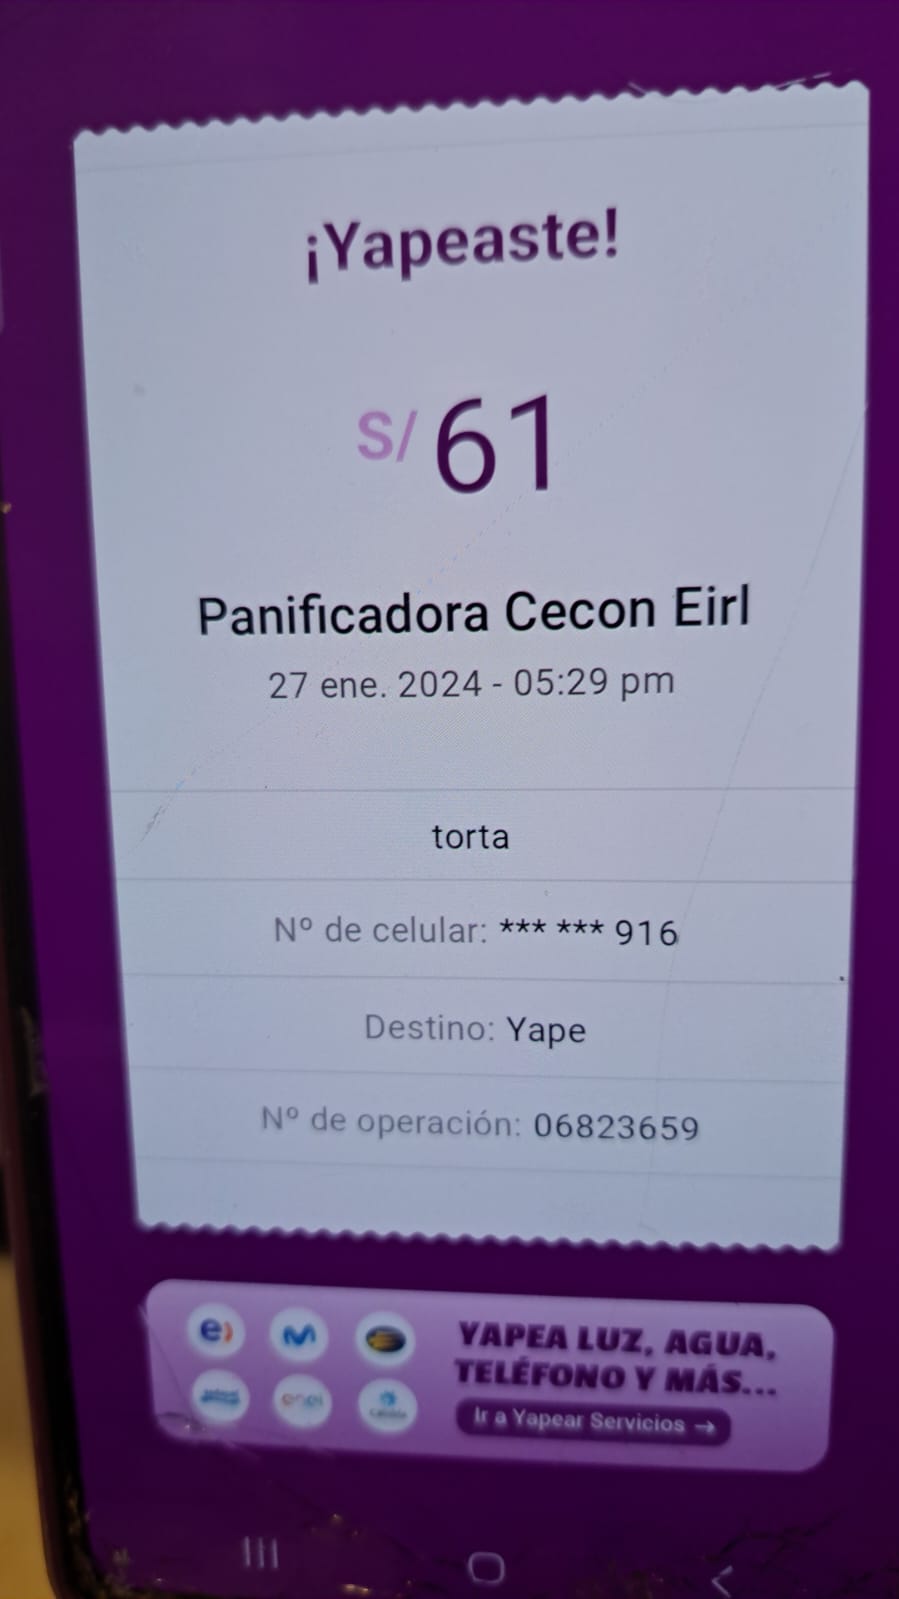 ¡Yapeaste!
S/ 61
Panificadora Cecon Eirl
27 ene. 2024 - 05:29 pm
torta
Nº de celular: *** *** 916
Destino: Yape
Nº de operación: 06823659
e)
YAPEA LUZ, AGUA,
TELÉFONO Y MÁS...
enel
Ir a Yapear Servicios →